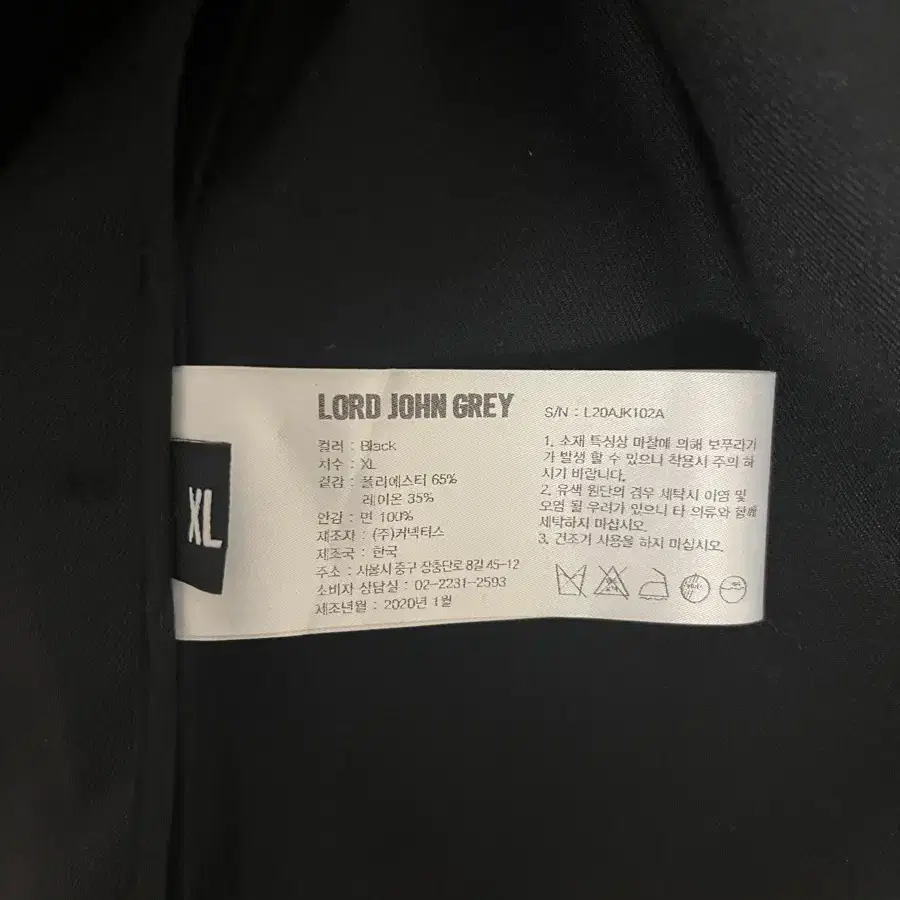 XL
LORD JOHN GREY
컬러 : Black
치수 : XL
겉감 : 폴리에스터 65%
레이온 35%
안감 : 면 100%
제조자 : (주)커넥터스
제조국 : 한국
주소 : 서울시 중구 장충단로 8길 45-12
소비자 상담실 : 02-2231-2593
제조년월 : 2020년 1월
S/N : L20AJK102A
1. 소재 특성상 마찰에 의해 보푸라기
가 발생 할 수 있으니 착용시 주의 하
시기 바랍니다.
2. 유색 원단의 경우 세탁시 이염 및
오염 될 우려가 있으니 타 의류와 함께
세탁하지 마십시오.
3. 건조기 사용을 하지 마십시오.